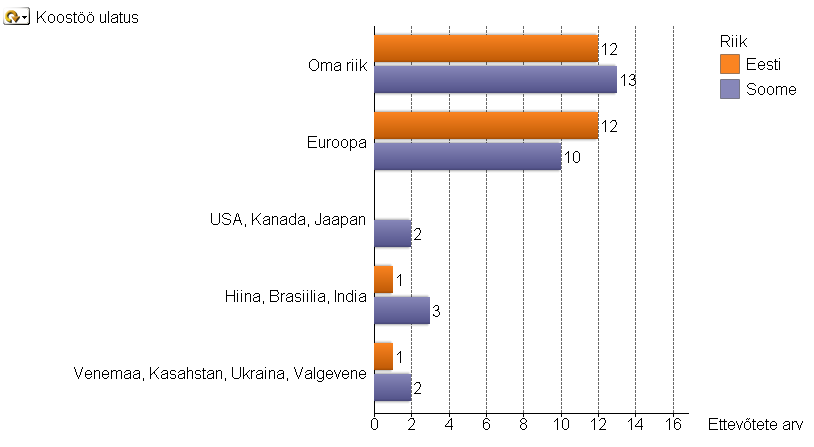 Koostöö ulatus
Riik
Eesti
Soome
Oma riik
12
13
Euroopa
12
10
USA, Kanada, Jaapan
2
Hiina, Brasiilia, India
1
3
Venemaa, Kasahstan, Ukraina, Valgevene
1
2
0 2 4 6 8 10 12 14 16
Ettevõtete arv